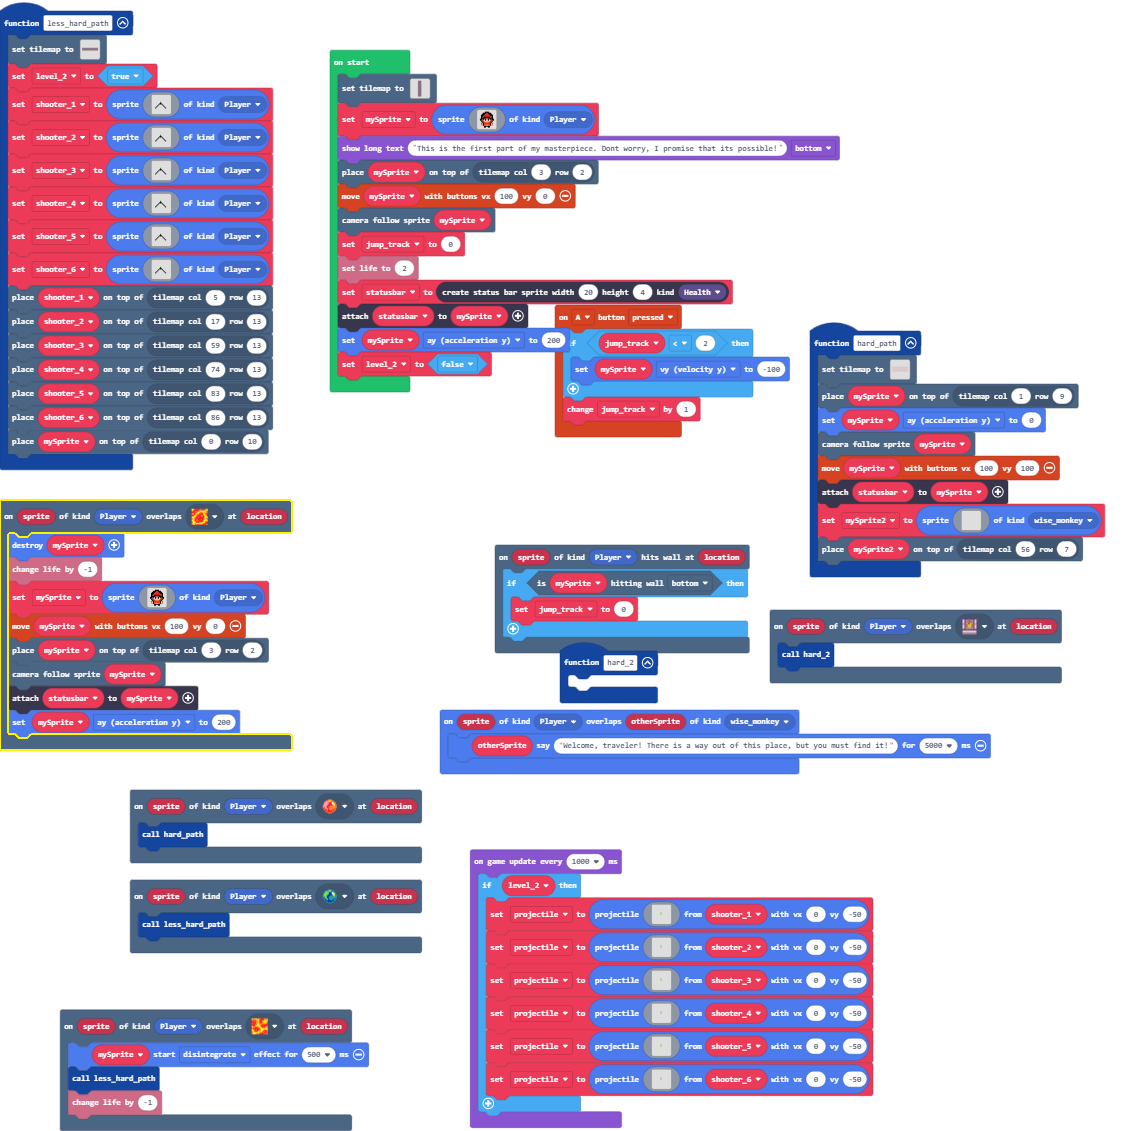 function less_hard_path
set tilemap to
set level_2 to true
set shooter_1 to sprite of kind Player
set shooter_2 to sprite of kind Player
set shooter_3 to sprite of kind Player
set shooter_4 to sprite of kind Player
set shooter_5 to sprite of kind Player
set shooter_6 to sprite of kind Player
place shooter_1 on top of tilemap col 5 row 13
place shooter_2 on top of tilemap col 17 row 13
place shooter_3 on top of tilemap col 59 row 13
place shooter_4 on top of tilemap col 74 row 13
place shooter_5 on top of tilemap col 83 row 13
place shooter_6 on top of tilemap col 86 row 13
place mySprite on top of tilemap col 0 row 10
on start
set tilemap to
set mySprite to sprite of kind Player
show long text "This is the first part of my masterpiece. Dont worry, I promise that its possible!" bottom
place mySprite on top of tilemap col 3 row 2
move mySprite with buttons vx 100 vy 0
camera follow sprite mySprite
set jump_track to 0
set life to 2
set statusbar to create status bar sprite width 20 height 4 kind Health
attach statusbar to mySprite
set mySprite ay (acceleration y) to 200
set level_2 to false
on A button pressed
if jump_track < 2 then
set mySprite vy (velocity y) to -100
change jump_track by 1
function hard_path
set tilemap to
place mySprite on top of tilemap col 1 row 9
set mySprite ay (acceleration y) to 0
camera follow sprite mySprite
move mySprite with buttons vx 100 vy 100
attach statusbar to mySprite
set mySprite2 to sprite of kind wise_monkey
place mySprite2 on top of tilemap col 56 row 7
on sprite of kind Player overlaps at location
destroy mySprite
change life by -1
set mySprite to sprite of kind Player
move mySprite with buttons vx 100 vy 0
place mySprite on top of tilemap col 3 row 2
camera follow sprite mySprite
attach statusbar to mySprite
set mySprite ay (acceleration y) to 200
on sprite of kind Player hits wall at location
if is mySprite hitting wall bottom then
set jump_track to 0
function hard_2
on sprite of kind Player overlaps at location
call hard_2
on sprite of kind Player overlaps otherSprite of kind wise_monkey
otherSprite say "Welcome, traveler! There is a way out of this place, but you must find it!" for 5000 ms
on sprite of kind Player overlaps at location
call hard_path
on sprite of kind Player overlaps at location
call less_hard_path
on game update every 1000 ms
if level_2 then
set projectile to projectile from shooter_1 with vx 0 vy -50
set projectile to projectile from shooter_2 with vx 0 vy -50
set projectile to projectile from shooter_3 with vx 0 vy -50
set projectile to projectile from shooter_4 with vx 0 vy -50
set projectile to projectile from shooter_5 with vx 0 vy -50
set projectile to projectile from shooter_6 with vx 0 vy -50
on sprite of kind Player overlaps at location
mySprite start disintegrate effect for 500 ms
call less_hard_path
change life by -1